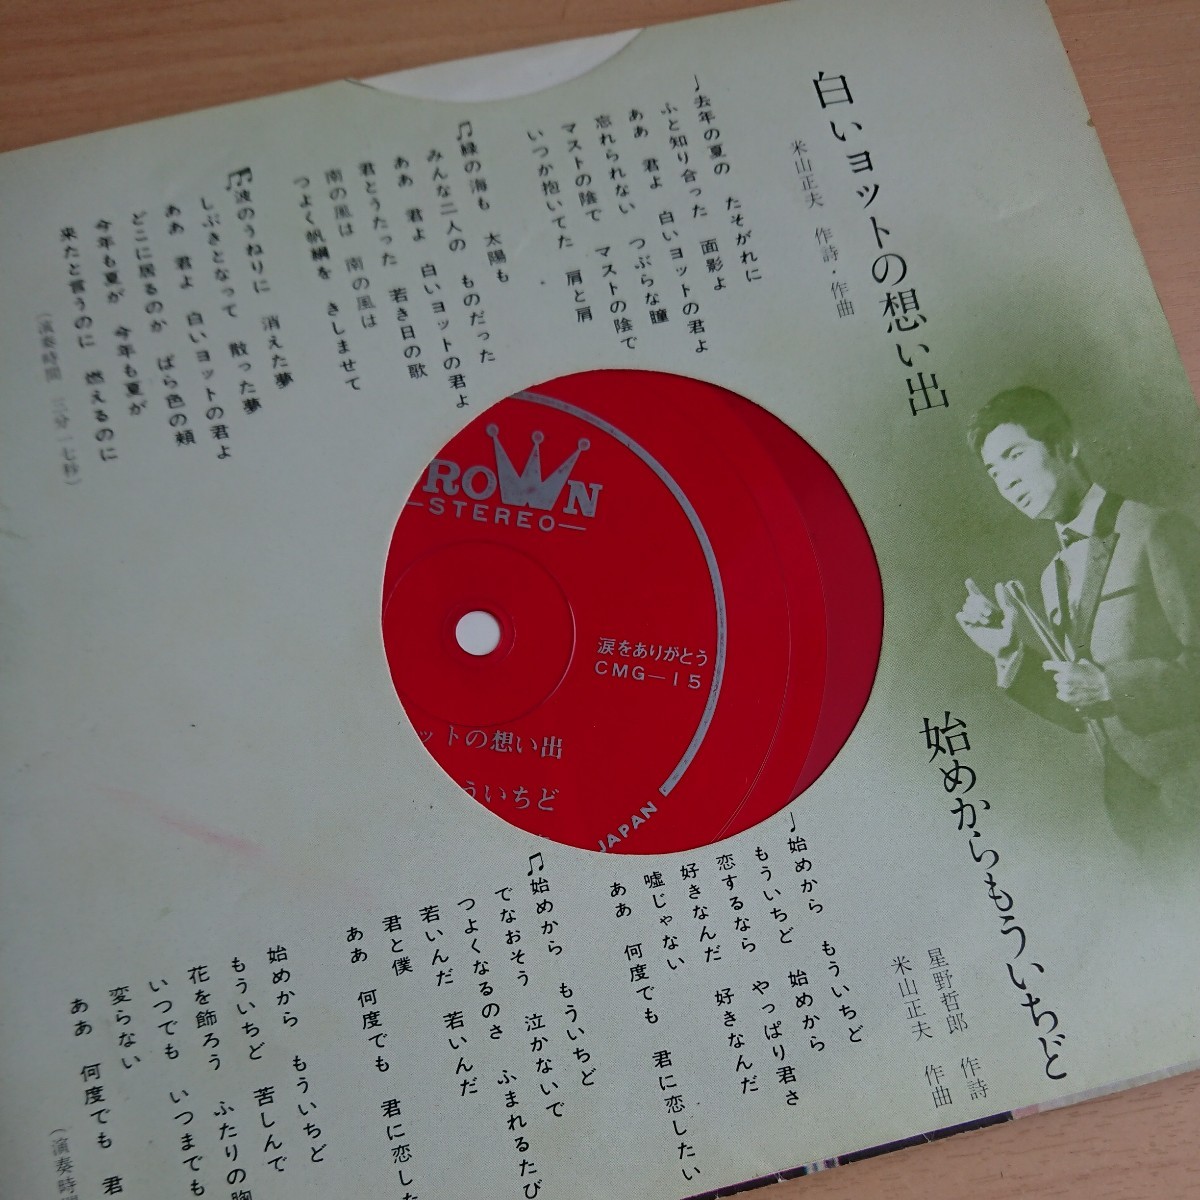 白いヨットの想い出
米山正夫 作詩・作曲
♩去年の夏の たそがれに
ふと知り合った 面影よ
ああ 君よ 白いヨットの君よ
忘れられない つぶらな瞳
マストの陰で マストの陰で
いつか抱いてた 肩と肩
♫緑の海も 太陽も
みんな二人の ものだった
ああ 君よ 白いヨットの君よ
君とうたった 若き日の歌
南の風は 南の風は
つよく帆綱を きしませて
波のうねりに 消えた夢
しぶきとなって 散った夢
ああ 君よ 白いヨットの君よ
どこに居るのか ばら色の頬
今年も夏が 今年も夏が
来たと言うのに 燃えるのに
(演奏時間 三分一七秒)
ROWN
—STEREO—
涙をありがとう
CMG—15
ットの想い出
ういちど
JAPAN
始めからもういちど
星野哲郎 作詩
米山正夫 作曲
♩始めから もういちど
もういちど 始めから
恋するなら やっぱり君さ
好きなんだ 好きなんだ
嘘じゃない
ああ 何度でも 君に恋したい
♫始めから もういちど
でなおそう 泣かないで
つよくなるのさ ふまれるたび
若いんだ 若いんだ
君と僕
ああ 何度でも 君に恋した
始めから もういちど
もういちど 苦しんで
花を飾ろう ふたりの胸
いつでも いつまでも
変らない
ああ 何度でも 君
(演奏時間